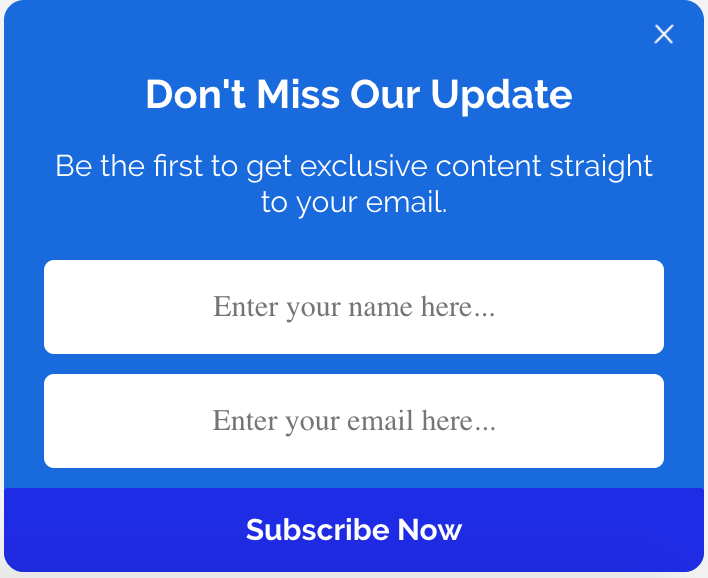 Don't Miss Our Update
Be the first to get exclusive content straight
to your email.
Enter your name here...
Enter your email here...
Subscribe Now